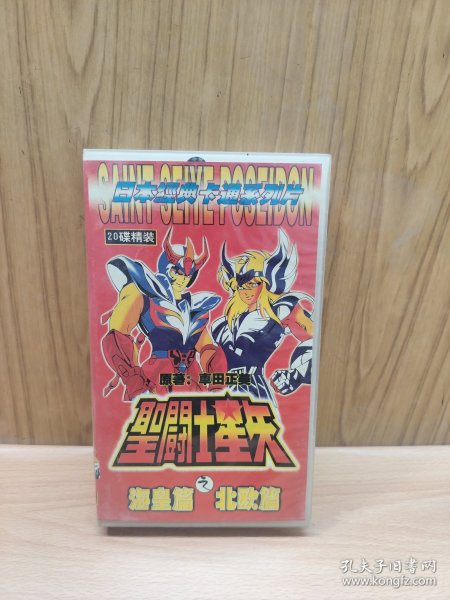 SAINT SEIYE POSEIDON
日本經典卡通系列片
20碟精装
原著：車田正美
聖闘士星矢
之
海皇篇 北欧篇
孔夫子旧书网
www.kongfz.com